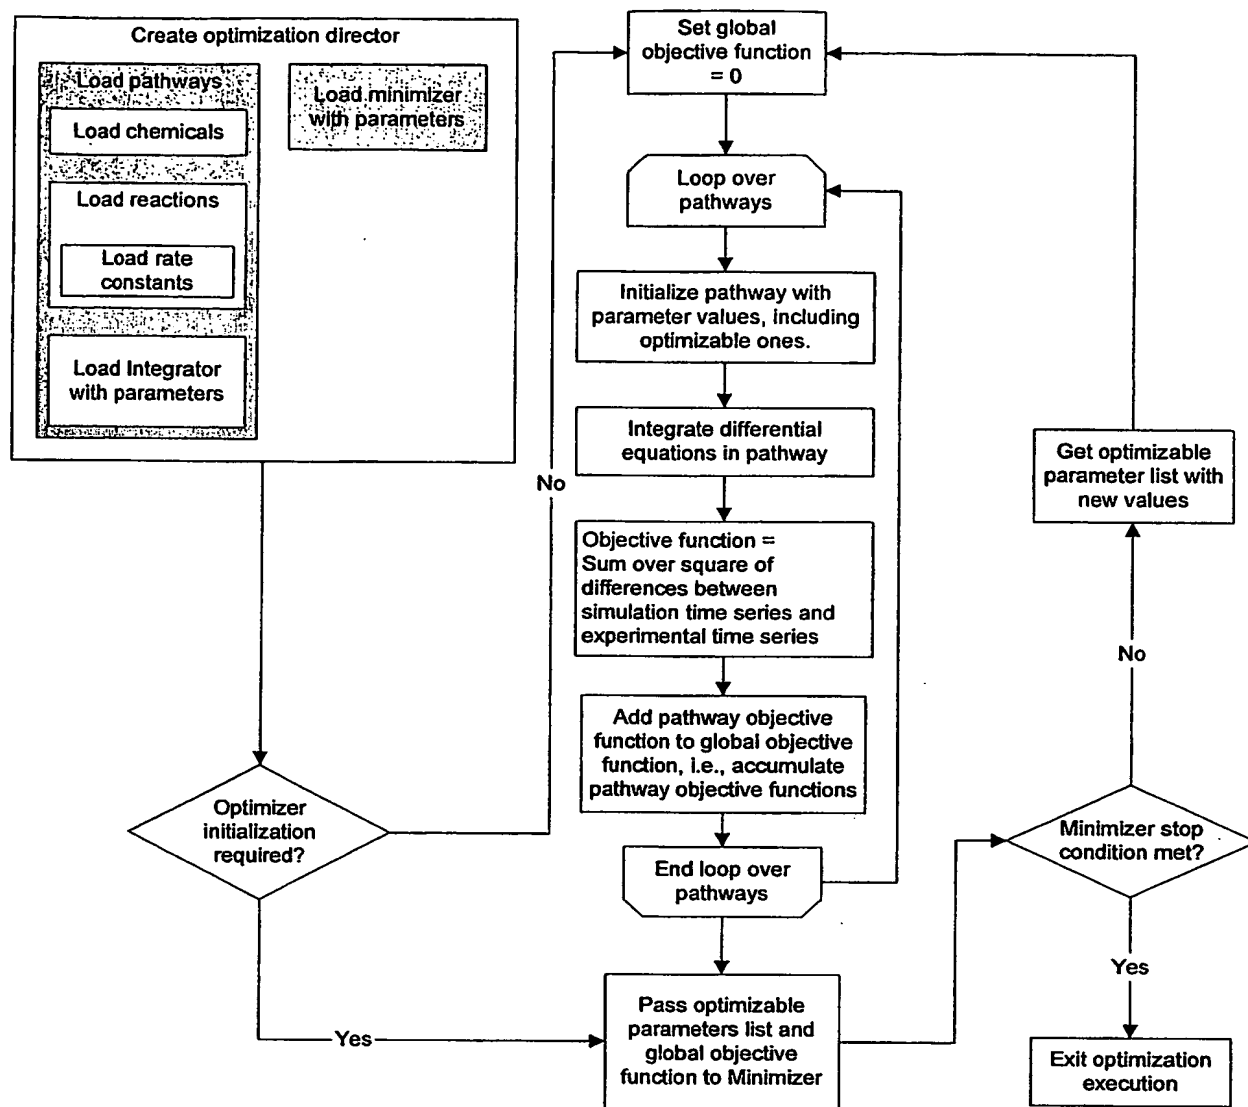 Create optimization director
Load pathways
Load chemicals
Load reactions
Load rate
constants
Load Integrator
with parameters
Load minimizer
with parameters
Optimizer
initialization
required?
No
Yes
Set global
objective function
= 0
Loop over
pathways
Initialize pathway with
parameter values, including
optimizable ones.
Integrate differential
equations in pathway
Objective function =
Sum over square of
differences between
simulation time series and
experimental time series
Add pathway objective
function to global objective
function, i.e., accumulate
pathway objective functions
End loop over
pathways
Pass optimizable
parameters list and
global objective
function to Minimizer
Get optimizable
parameter list with
new values
No
Minimizer stop
condition met?
Yes
Exit optimization
execution